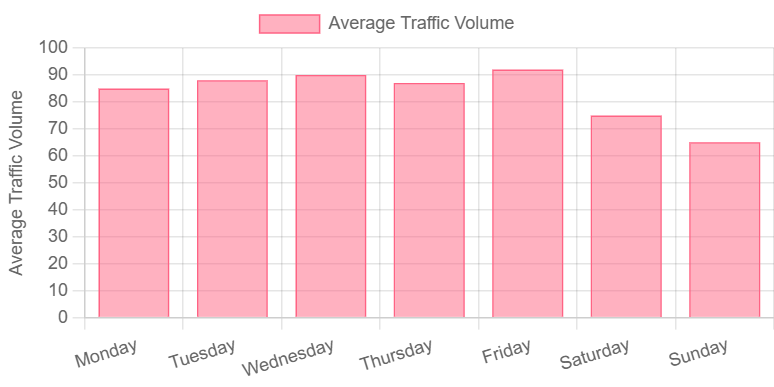 Average Traffic Volume
Average Traffic Volume
100
90
80
70
60
50
40
30
20
10
0
Monday
Tuesday
Wednesday
Thursday
Friday
Saturday
Sunday